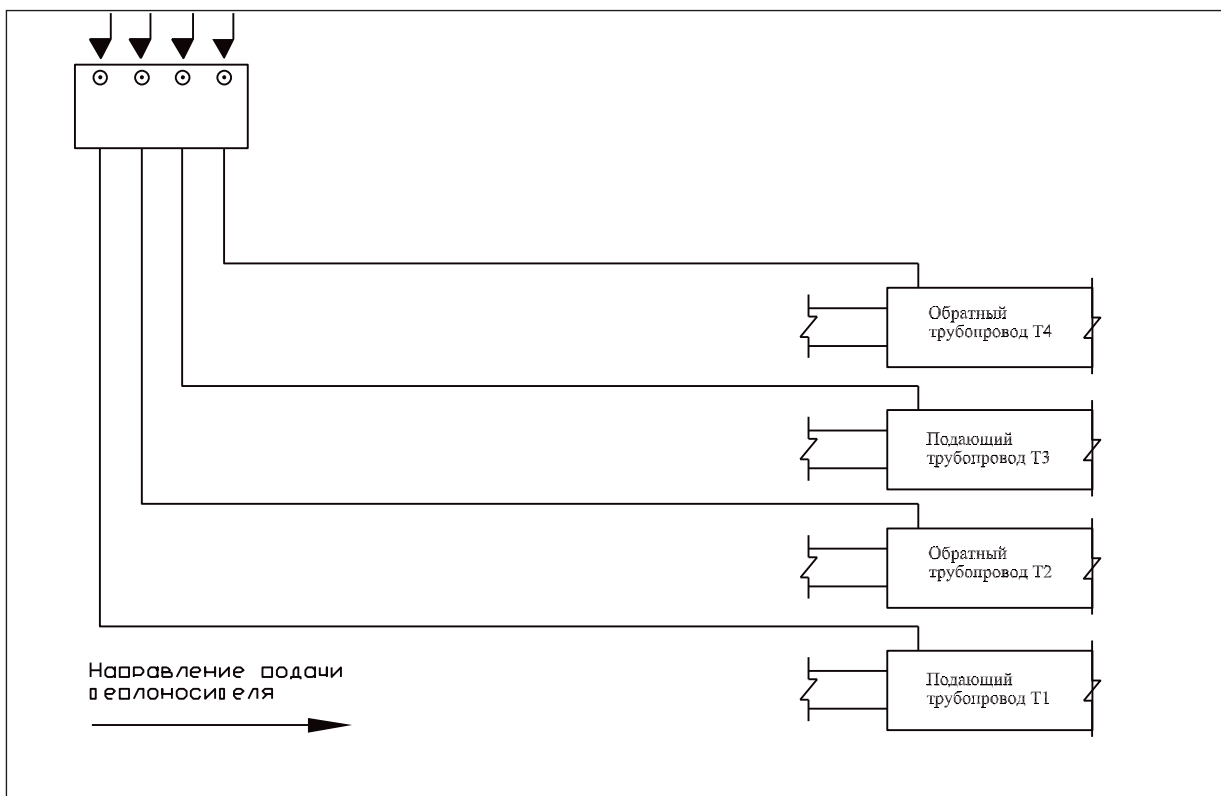 Обратный
трубопровод Т4
Подающий
трубопровод Т3
Обратный
трубопровод Т2
Направление подачи
теплоносителя
Подающий
трубопровод Т1